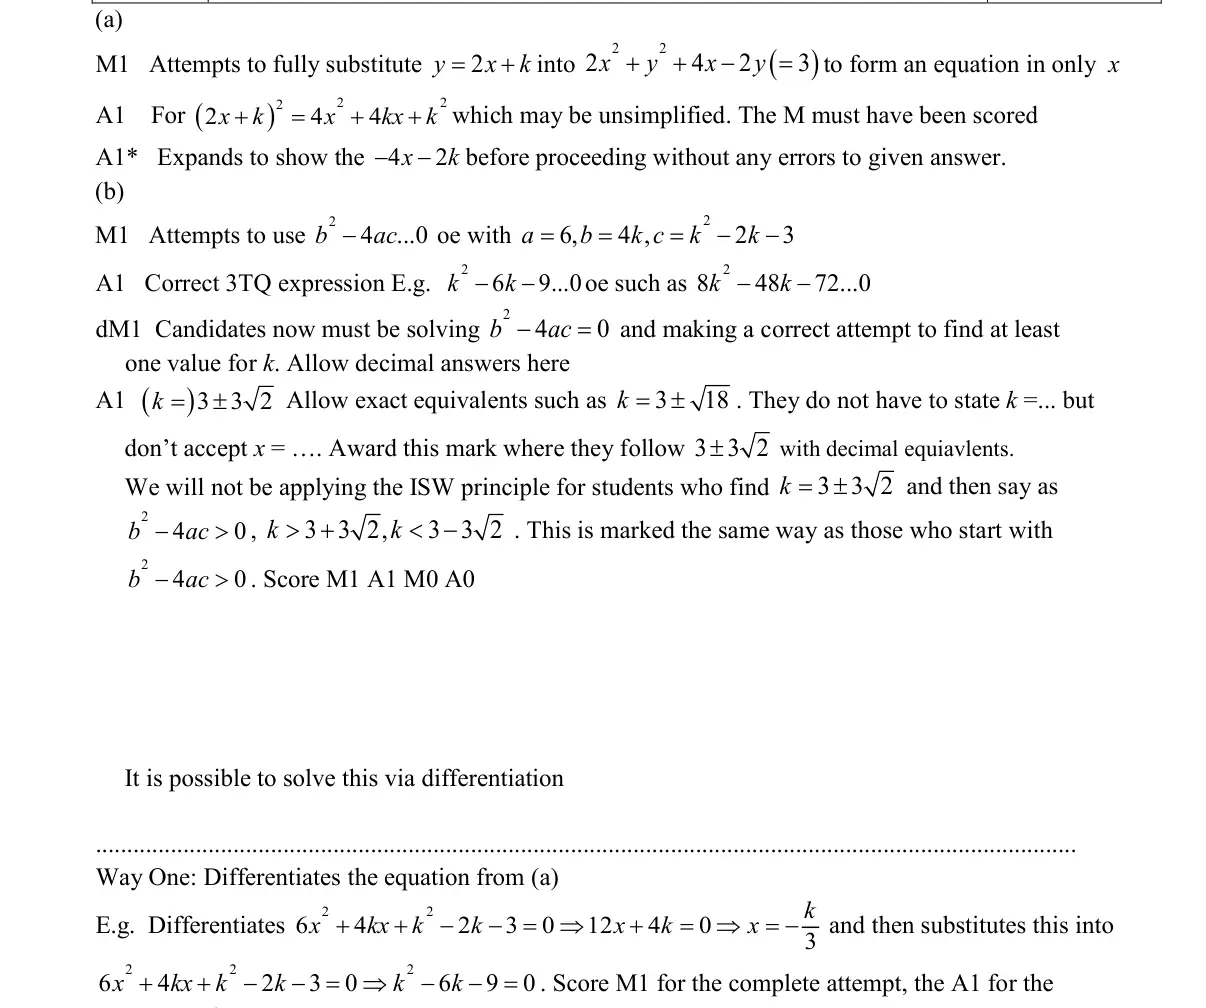 (a)
M1 Attempts to fully substitute y = 2x + k into 2x² + y² + 4x − 2y (= 3) to form an equation in only x
A1 For (2x + k)² = 4x² + 4kx + k² which may be unsimplified. The M must have been scored
A1* Expands to show the −4x − 2k before proceeding without any errors to given answer.
(b)
M1 Attempts to use b² − 4ac...0 oe with a = 6, b = 4k, c = k² − 2k − 3
A1 Correct 3TQ expression E.g. k² − 6k − 9...0 oe such as 8k² − 48k − 72...0
dM1 Candidates now must be solving b² − 4ac = 0 and making a correct attempt to find at least
one value for k. Allow decimal answers here
A1 (k =) 3 ± 3√2 Allow exact equivalents such as k = 3 ± √18 . They do not have to state k =... but
don’t accept x = …. Award this mark where they follow 3 ± 3√2 with decimal equiavlents.
We will not be applying the ISW principle for students who find k = 3 ± 3√2 and then say as
b² − 4ac > 0 , k > 3 + 3√2, k < 3 − 3√2 . This is marked the same way as those who start with
b² − 4ac > 0 . Score M1 A1 M0 A0
It is possible to solve this via differentiation
................................................................................................................................................................
Way One: Differentiates the equation from (a)
E.g. Differentiates 6x² + 4kx + k² − 2k − 3 = 0 ⇒ 12x + 4k = 0 ⇒ x = −k/3 and then substitutes this into
6x² + 4kx + k² − 2k − 3 = 0 ⇒ k² − 6k − 9 = 0 . Score M1 for the complete attempt, the A1 for the